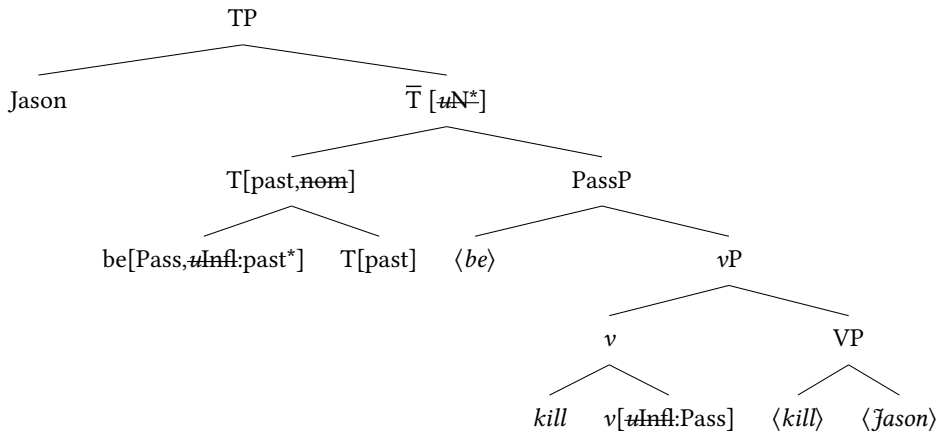 TP
Jason T̅ [uN*]
T[past,nom] PassP
be[Pass,uInfl:past*] T[past] ⟨be⟩ vP
v VP
kill v[uInfl:Pass] ⟨kill⟩ ⟨Jason⟩